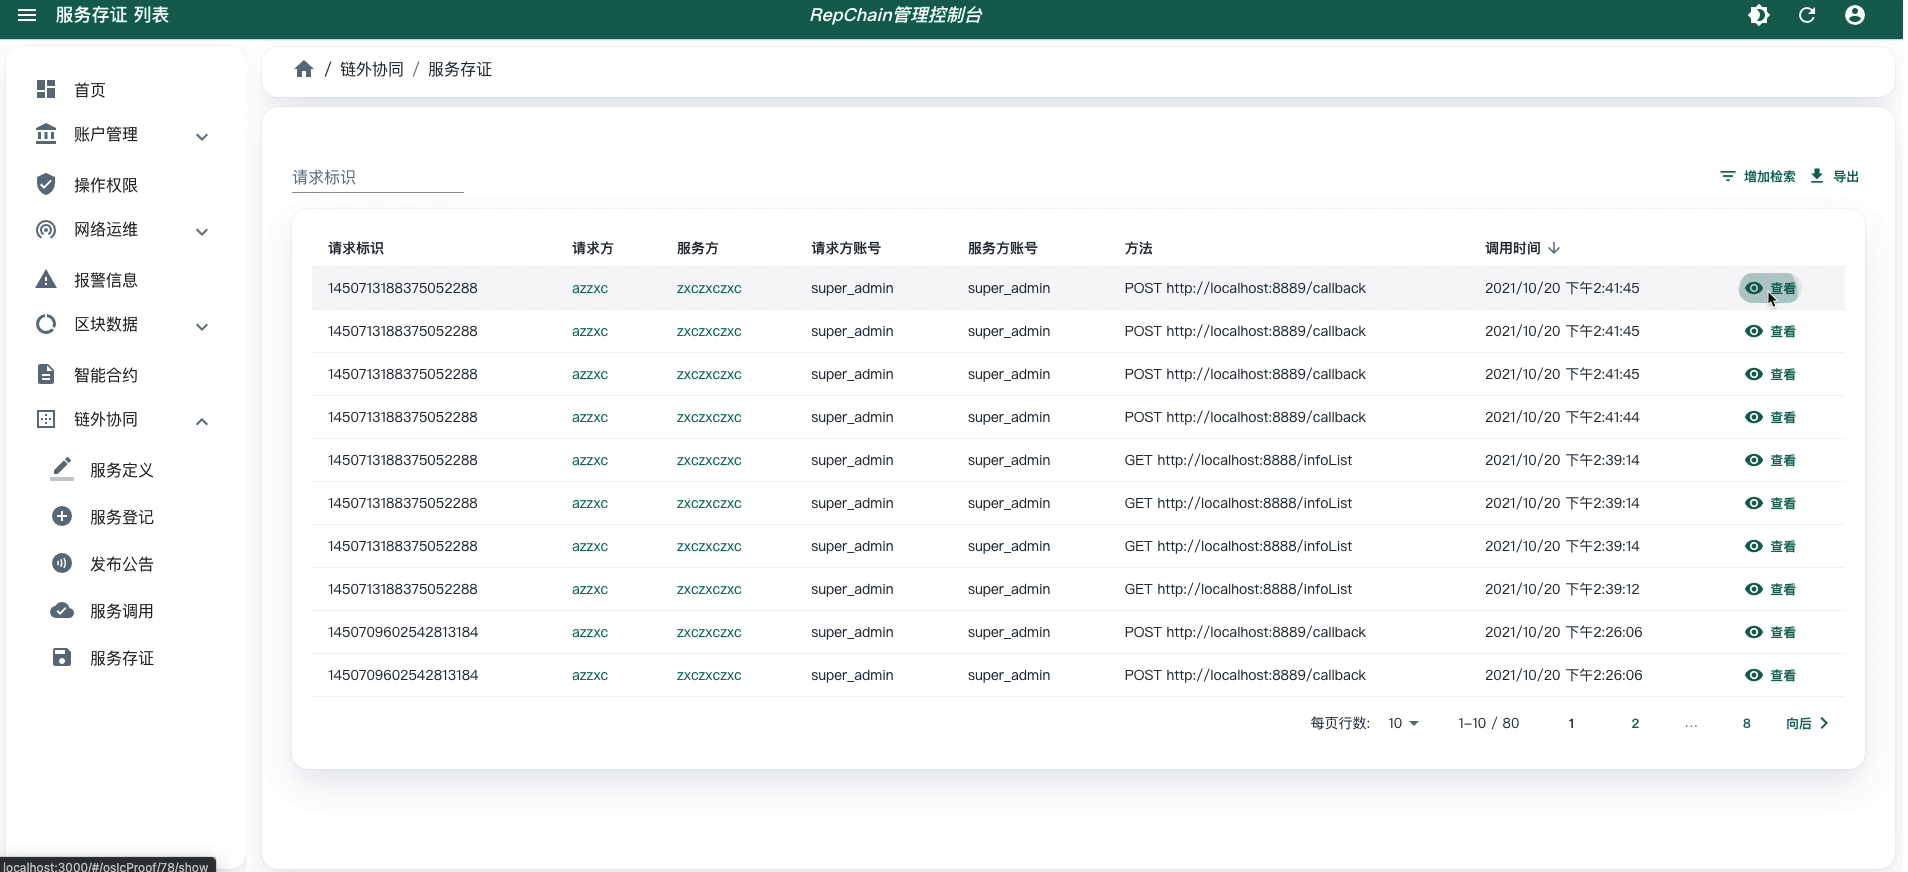 服务存证 列表
RepChain管理控制台
首页
账户管理
操作权限
网络运维
报警信息
区块数据
智能合约
链外协同
服务定义
服务登记
发布公告
服务调用
服务存证
/ 链外协同 / 服务存证
请求标识
增加检索 导出
请求标识 请求方 服务方 请求方账号 服务方账号 方法 调用时间
1450713188375052288 azzxc zxczxczxc super_admin super_admin POST http://localhost:8889/callback 2021/10/20 下午2:41:45 查看
1450713188375052288 azzxc zxczxczxc super_admin super_admin POST http://localhost:8889/callback 2021/10/20 下午2:41:45 查看
1450713188375052288 azzxc zxczxczxc super_admin super_admin POST http://localhost:8889/callback 2021/10/20 下午2:41:45 查看
1450713188375052288 azzxc zxczxczxc super_admin super_admin POST http://localhost:8889/callback 2021/10/20 下午2:41:44 查看
1450713188375052288 azzxc zxczxczxc super_admin super_admin GET http://localhost:8888/infoList 2021/10/20 下午2:39:14 查看
1450713188375052288 azzxc zxczxczxc super_admin super_admin GET http://localhost:8888/infoList 2021/10/20 下午2:39:14 查看
1450713188375052288 azzxc zxczxczxc super_admin super_admin GET http://localhost:8888/infoList 2021/10/20 下午2:39:14 查看
1450713188375052288 azzxc zxczxczxc super_admin super_admin GET http://localhost:8888/infoList 2021/10/20 下午2:39:12 查看
1450709602542813184 azzxc zxczxczxc super_admin super_admin POST http://localhost:8889/callback 2021/10/20 下午2:26:06 查看
1450709602542813184 azzxc zxczxczxc super_admin super_admin POST http://localhost:8889/callback 2021/10/20 下午2:26:06 查看
每页行数: 10 1-10 / 80 1 2 ... 8 向后
localhost:3000/#/oslcProof/78/show